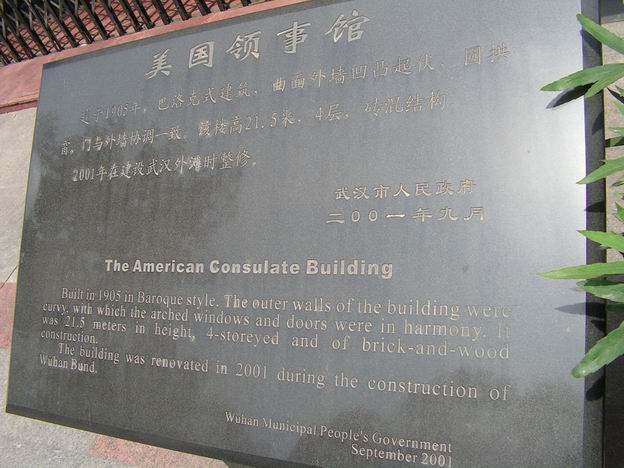 美国领事馆
建于1905年，巴洛克式建筑，曲面外墙凹凸起伏，圆拱
窗，门与外墙协调一致。该楼高21.5米，4层，砖混结构
2001年在建设武汉外滩时整修。
武汉市人民政府
二00一年九月
The American Consulate Building
Built in 1905 in Baroque style. The outer walls of the building were
curvy, with which the arched windows and doors were in harmony. It
was 21.5 meters in height, 4-storeyed and of brick-and-wood
construction.
The building was renovated in 2001 during the construction of
Wuhan Bund.
Wuhan Municipal People's Government
September 2001